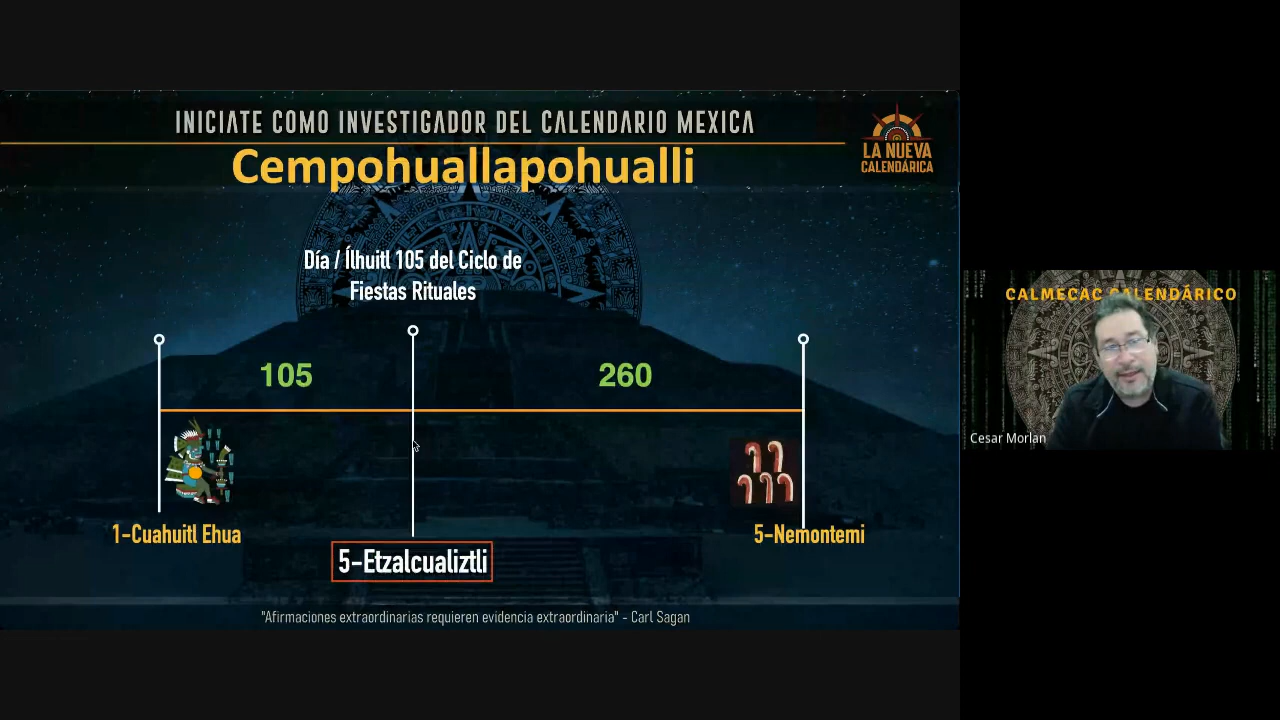 INICIATE COMO INVESTIGADOR DEL CALENDARIO MEXICA
LA NUEVA
CALENDÁRICA
Cempohuallapohualli
Día / Ílhuitl 105 del Ciclo de
Fiestas Rituales
105
260
1-Cuahuitl Ehua
5-Nemontemi
5-Etzalcualiztli
"Afirmaciones extraordinarias requieren evidencia extraordinaria" - Carl Sagan
CALMECAC CALENDÁRICO
Cesar Morlan